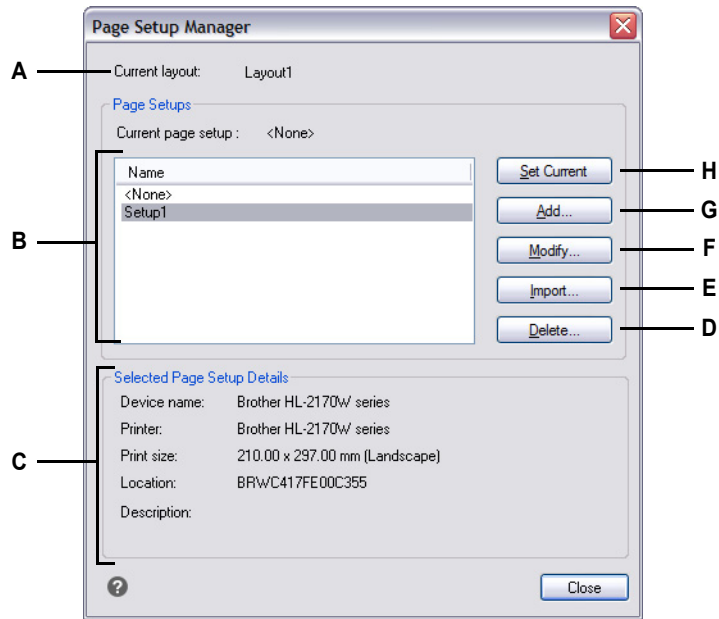 Page Setup Manager
A
Current layout: Layout1
Page Setups
Current page setup : <None>
Name
<None>
Setup1
B
Set Current
H
Add...
G
Modify...
F
Import...
E
Delete...
D
Selected Page Setup Details
Device name: Brother HL-2170W series
Printer: Brother HL-2170W series
Print size: 210.00 x 297.00 mm (Landscape)
Location: BRWC417FE00C355
Description:
C
?
Close